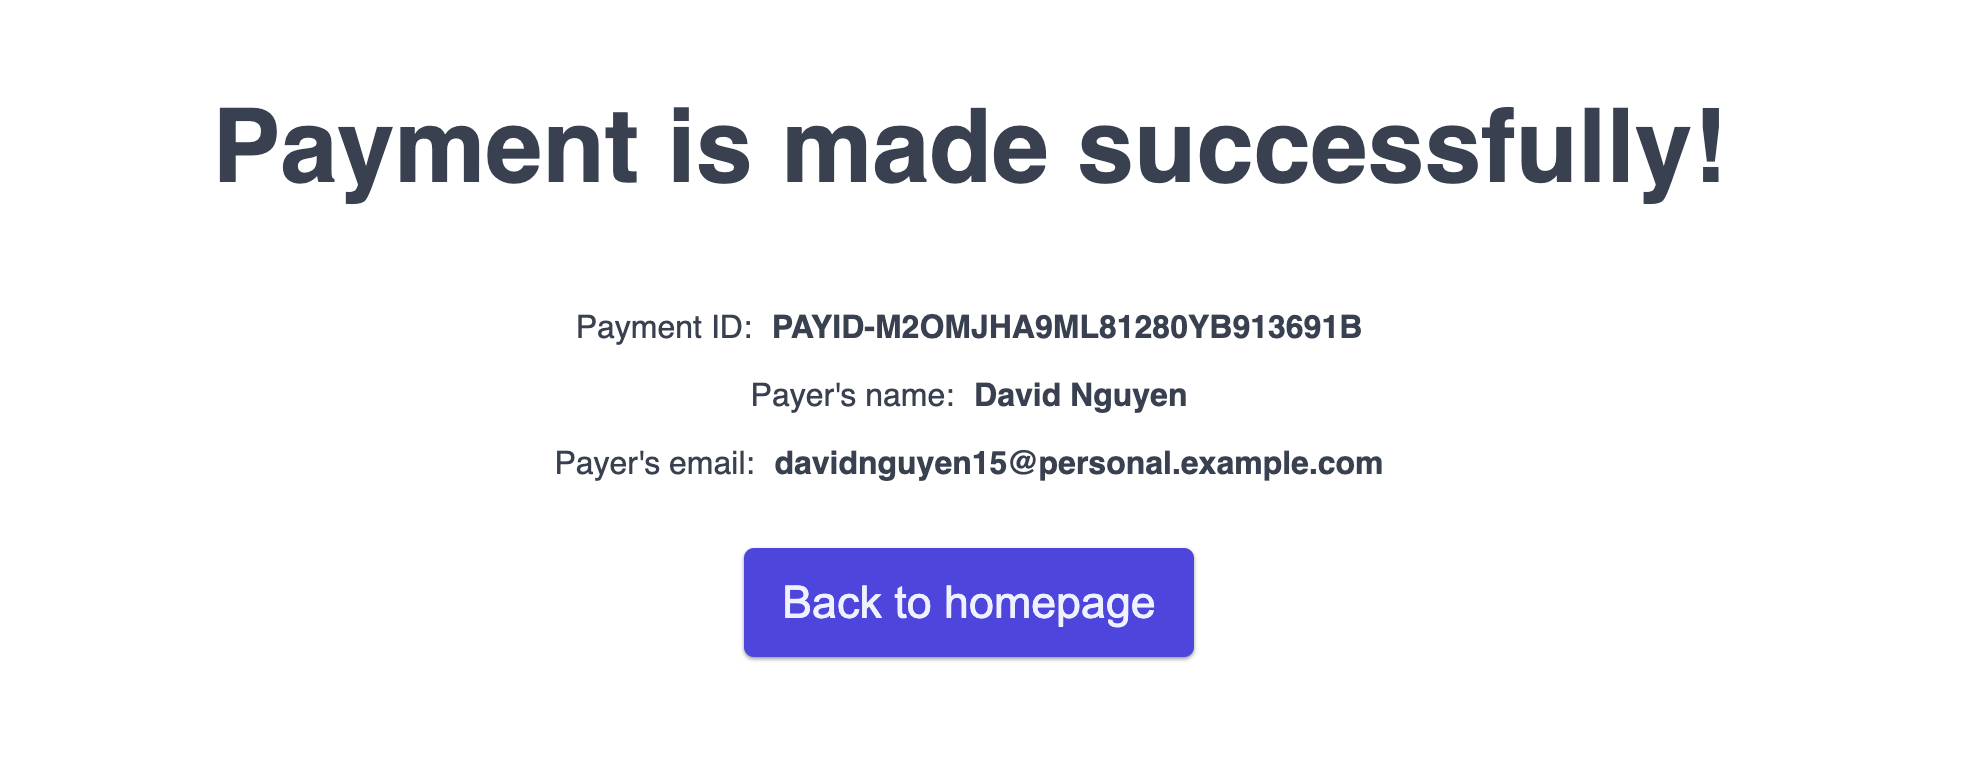 Payment is made successfully!
Payment ID: PAYID-M2OMJHA9ML81280YB913691B
Payer's name: David Nguyen
Payer's email: davidnguyen15@personal.example.com
Back to homepage